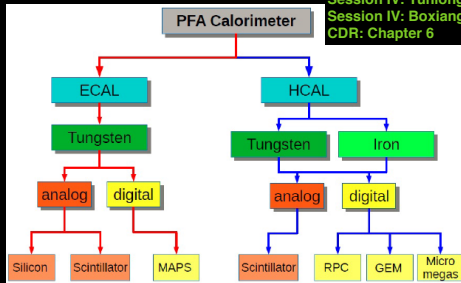 Session IV: Yunlong
Session IV: Boxiang
CDR: Chapter 6
PFA Calorimeter
ECAL
HCAL
Tungsten
Tungsten
Iron
analog
digital
analog
digital
Silicon
Scintillator
MAPS
Scintillator
RPC
GEM
Micro
megas